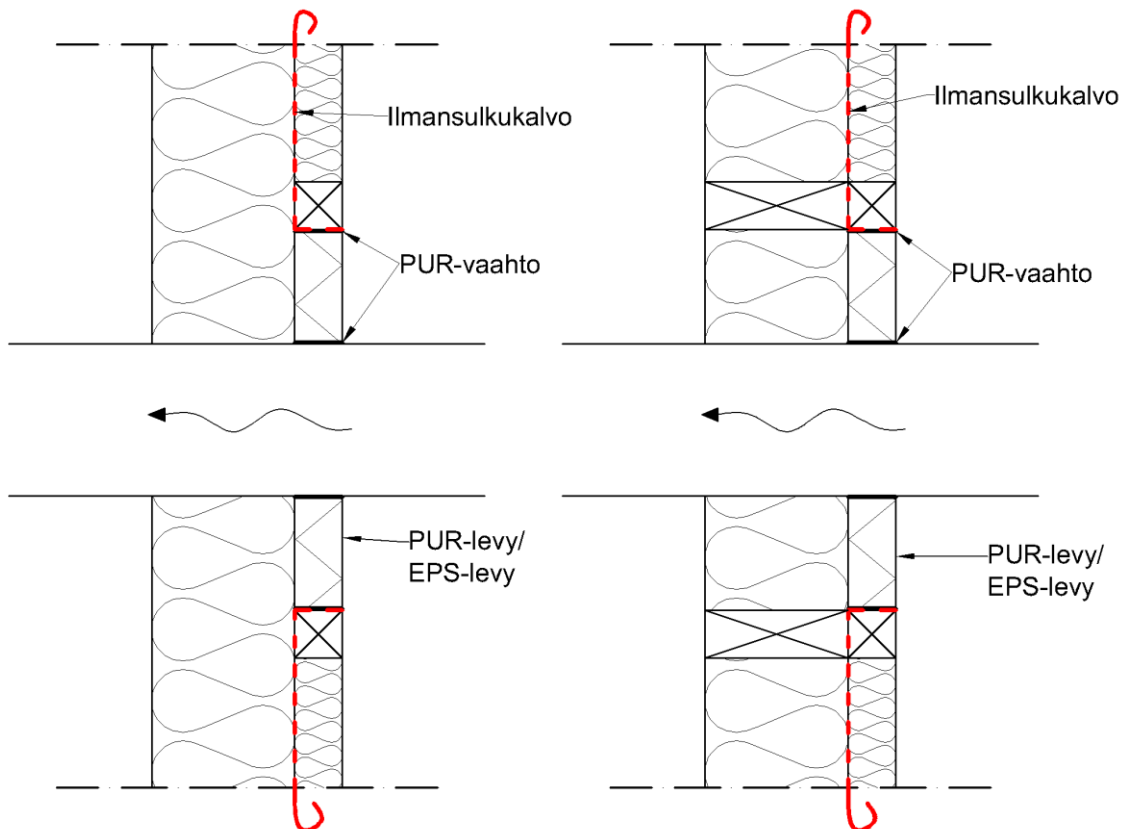 Ilmansulkukalvo
PUR-vaahto
PUR-levy/
EPS-levy
Ilmansulkukalvo
PUR-vaahto
PUR-levy/
EPS-levy